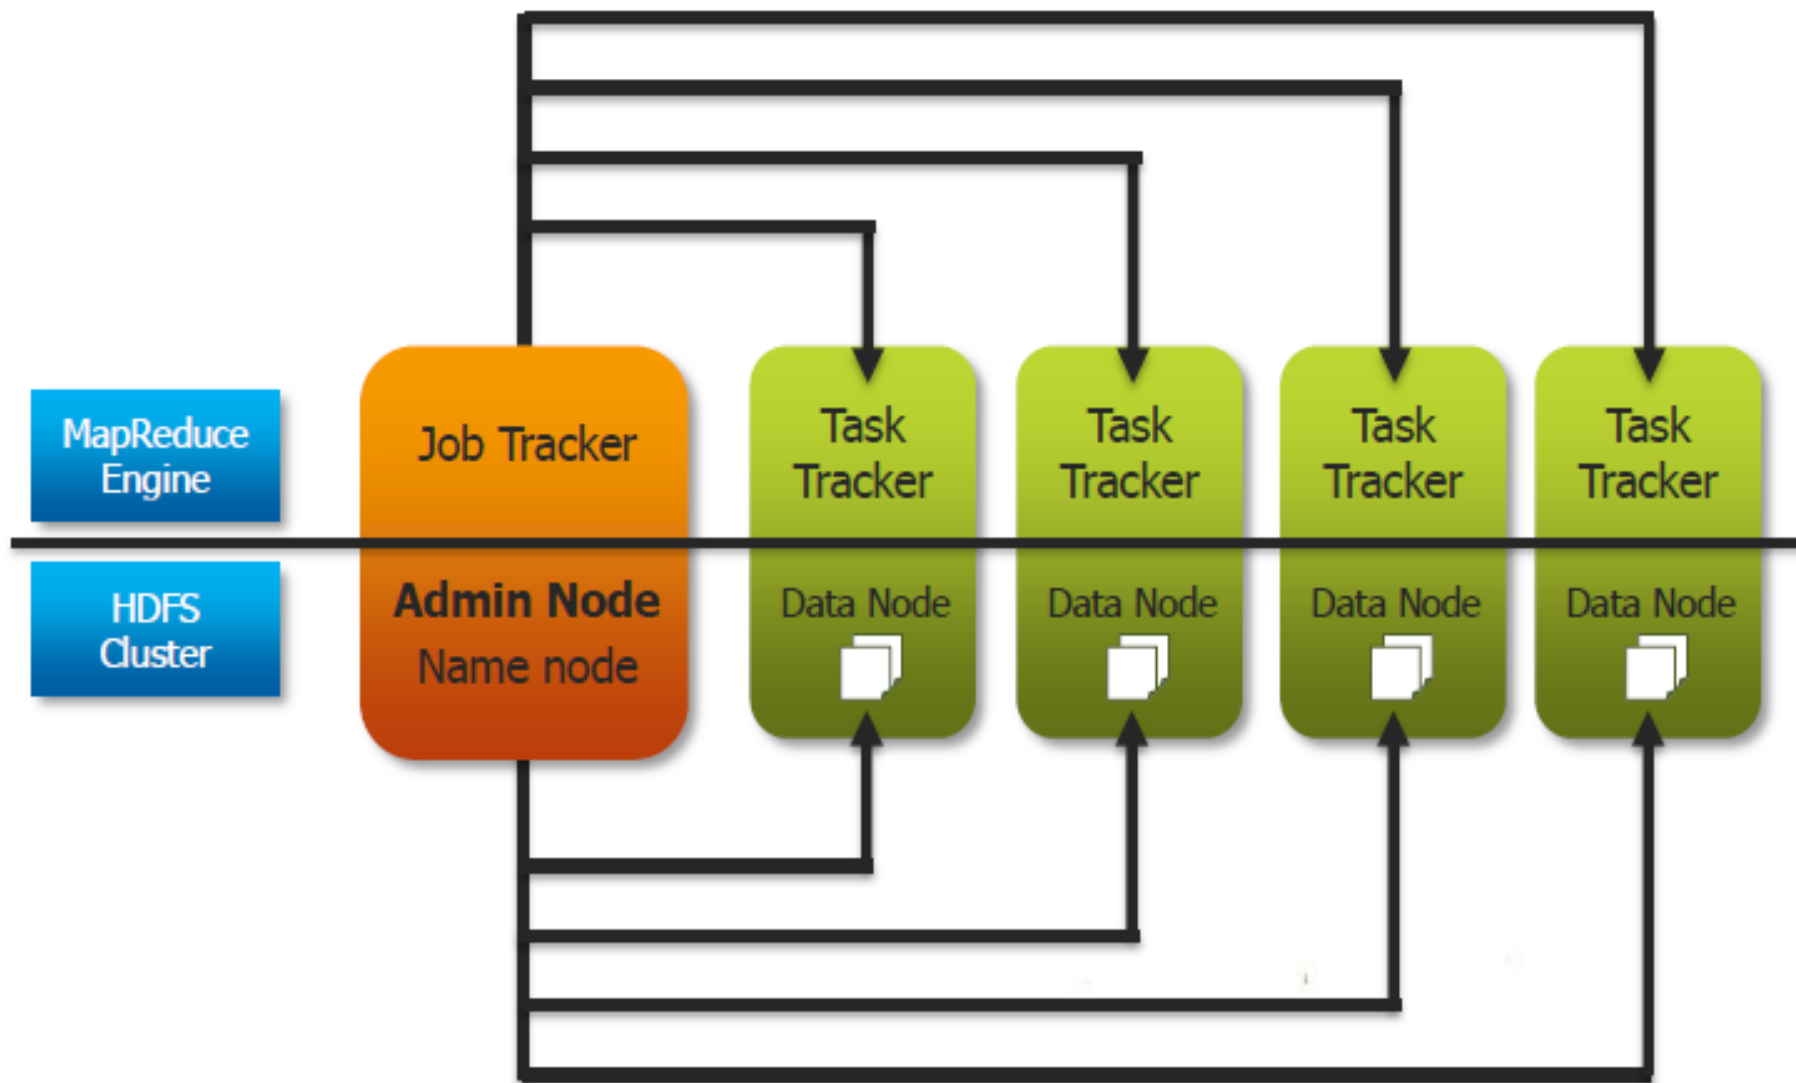 MapReduce
Engine
Job Tracker
Task
Tracker
Task
Tracker
Task
Tracker
Task
Tracker
HDFS
Cluster
Admin Node
Name node
Data Node
Data Node
Data Node
Data Node